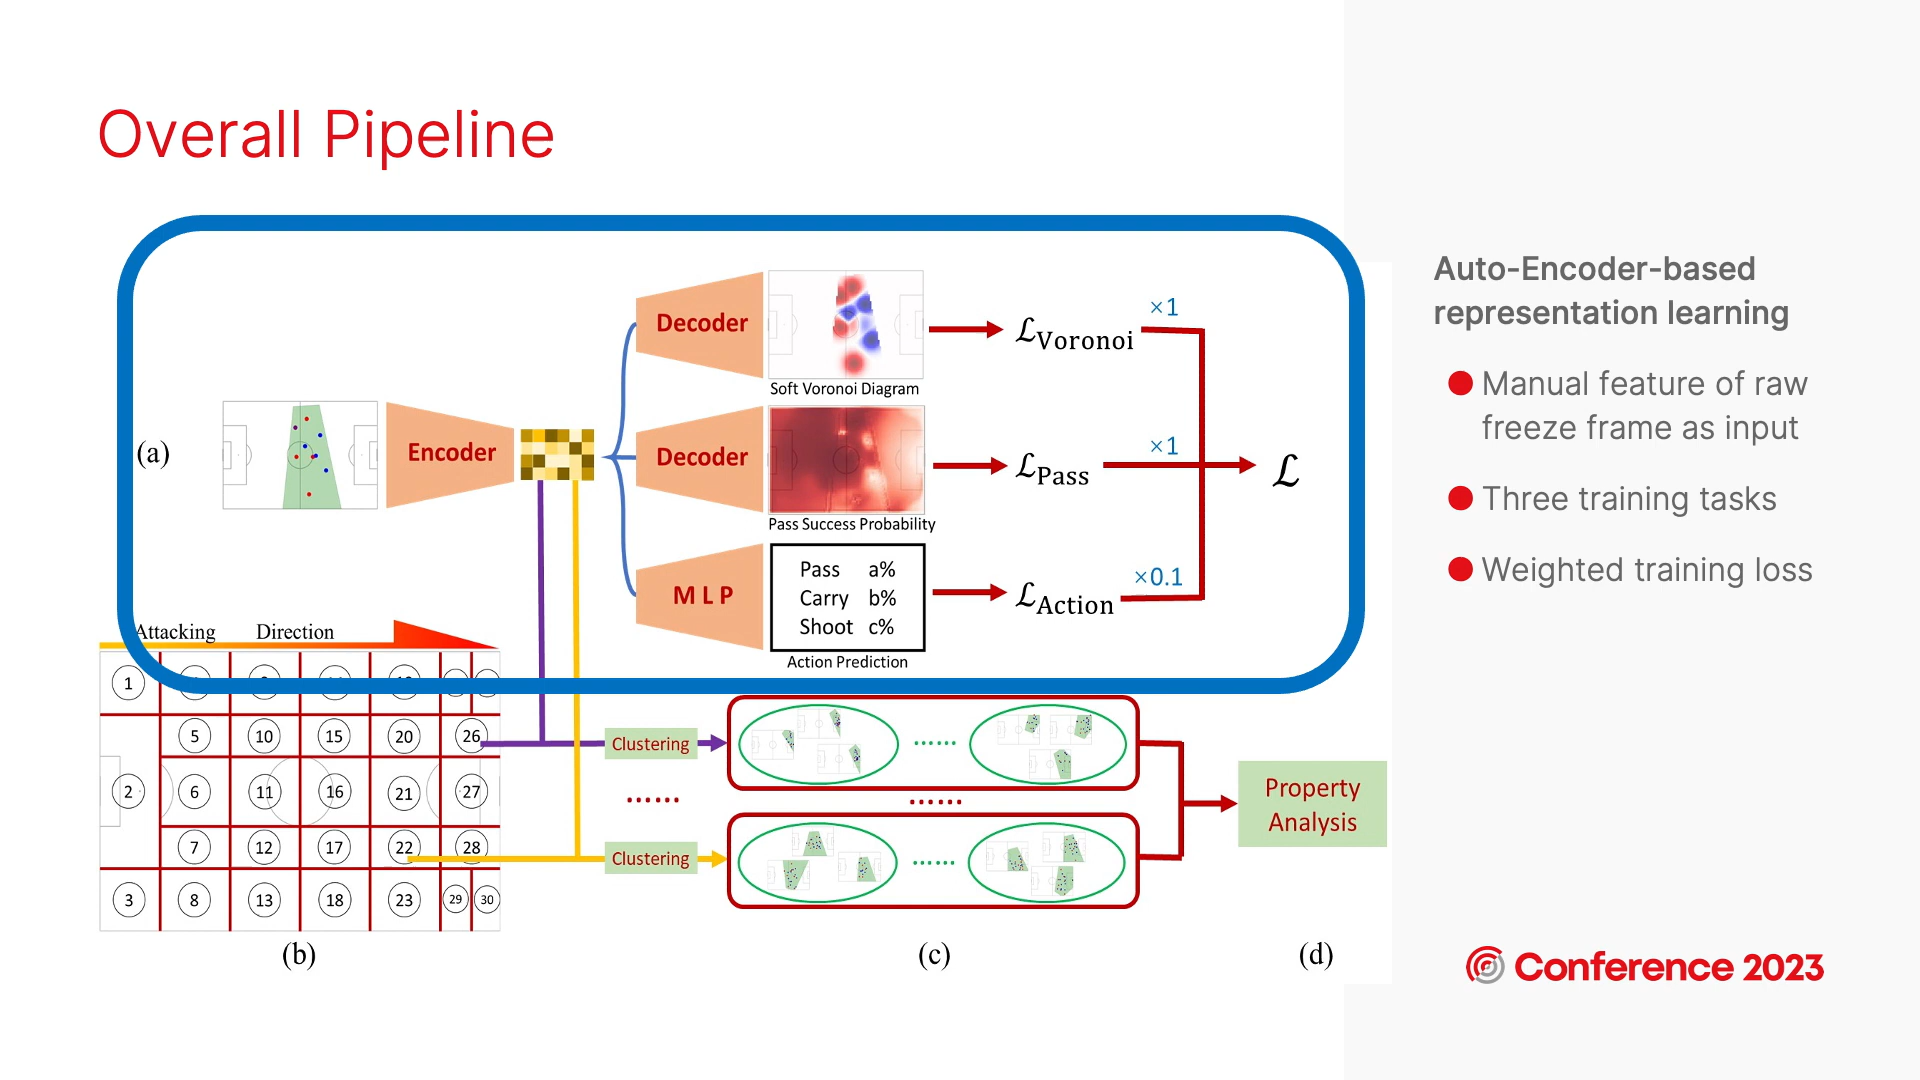 Overall Pipeline
Auto-Encoder-based
representation learning
Manual feature of raw
freeze frame as input
Three training tasks
Weighted training loss
(a)
Encoder
Decoder
Soft Voronoi Diagram
ℒVoronoi
×1
Decoder
Pass Success Probability
ℒPass
×1
ℒ
M L P
Pass a%
Carry b%
Shoot c%
Action Prediction
ℒAction
×0.1
Attacking Direction
1
5 10 15 20 26
2 6 11 16 21 27
7 12 17 22 28
3 8 13 18 23 29 30
(b)
Clustering
......
......
......
Clustering
......
......
(c)
Property
Analysis
(d)
Conference 2023